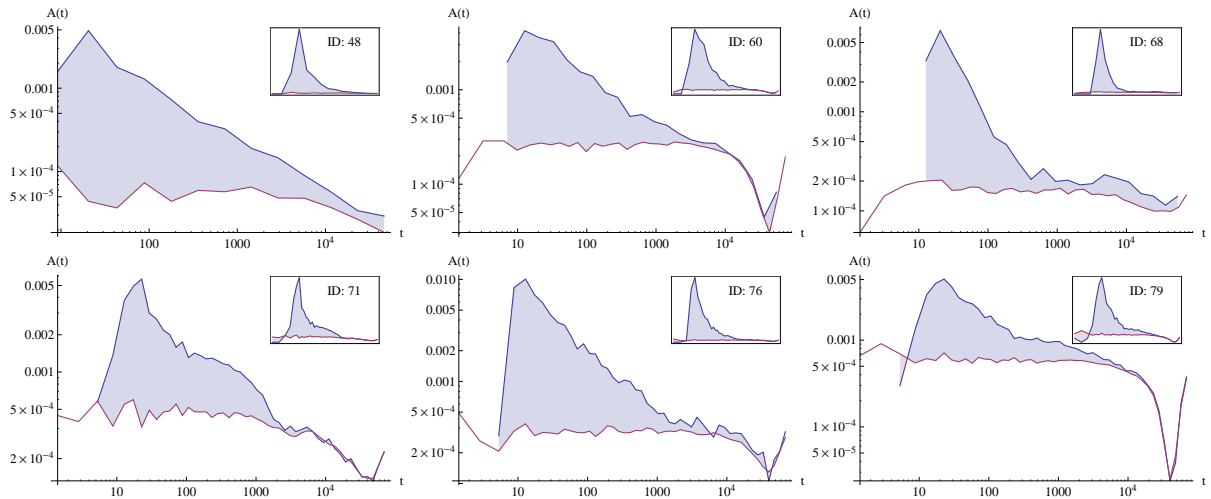 A(t)
0.005
0.001
5 × 10⁻⁴
1 × 10⁻⁴
5 × 10⁻⁵
100
1000
10⁴
t
ID: 48
A(t)
0.001
5 × 10⁻⁴
1 × 10⁻⁴
5 × 10⁻⁵
10
100
1000
10⁴
t
ID: 60
A(t)
0.005
0.002
0.001
5 × 10⁻⁴
2 × 10⁻⁴
1 × 10⁻⁴
10
100
1000
10⁴
t
ID: 68
A(t)
0.005
0.002
0.001
5 × 10⁻⁴
2 × 10⁻⁴
10
100
1000
10⁴
t
ID: 71
A(t)
0.010
0.005
0.002
0.001
5 × 10⁻⁴
2 × 10⁻⁴
10
100
1000
10⁴
t
ID: 76
A(t)
0.005
0.001
5 × 10⁻⁴
1 × 10⁻⁴
5 × 10⁻⁵
10
100
1000
10⁴
t
ID: 79